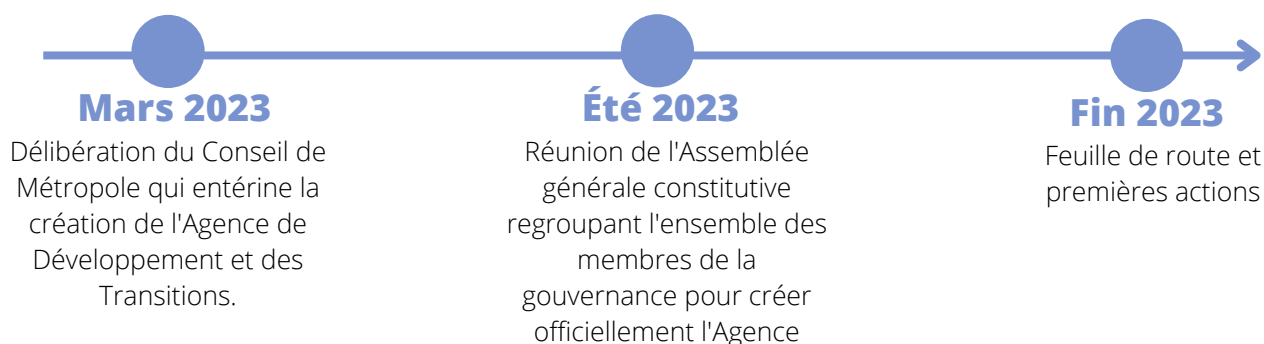 Mars 2023
Délibération du Conseil de
Métropole qui entérine la
création de l'Agence de
Développement et des
Transitions.
Été 2023
Réunion de l'Assemblée
générale constitutive
regroupant l'ensemble des
membres de la
gouvernance pour créer
officiellement l'Agence
Fin 2023
Feuille de route et
premières actions